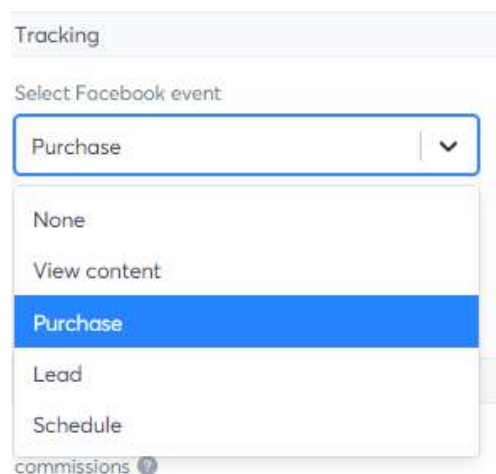 Tracking
Select Facebook event
Purchase
None
View content
Purchase
Lead
Schedule
commissions